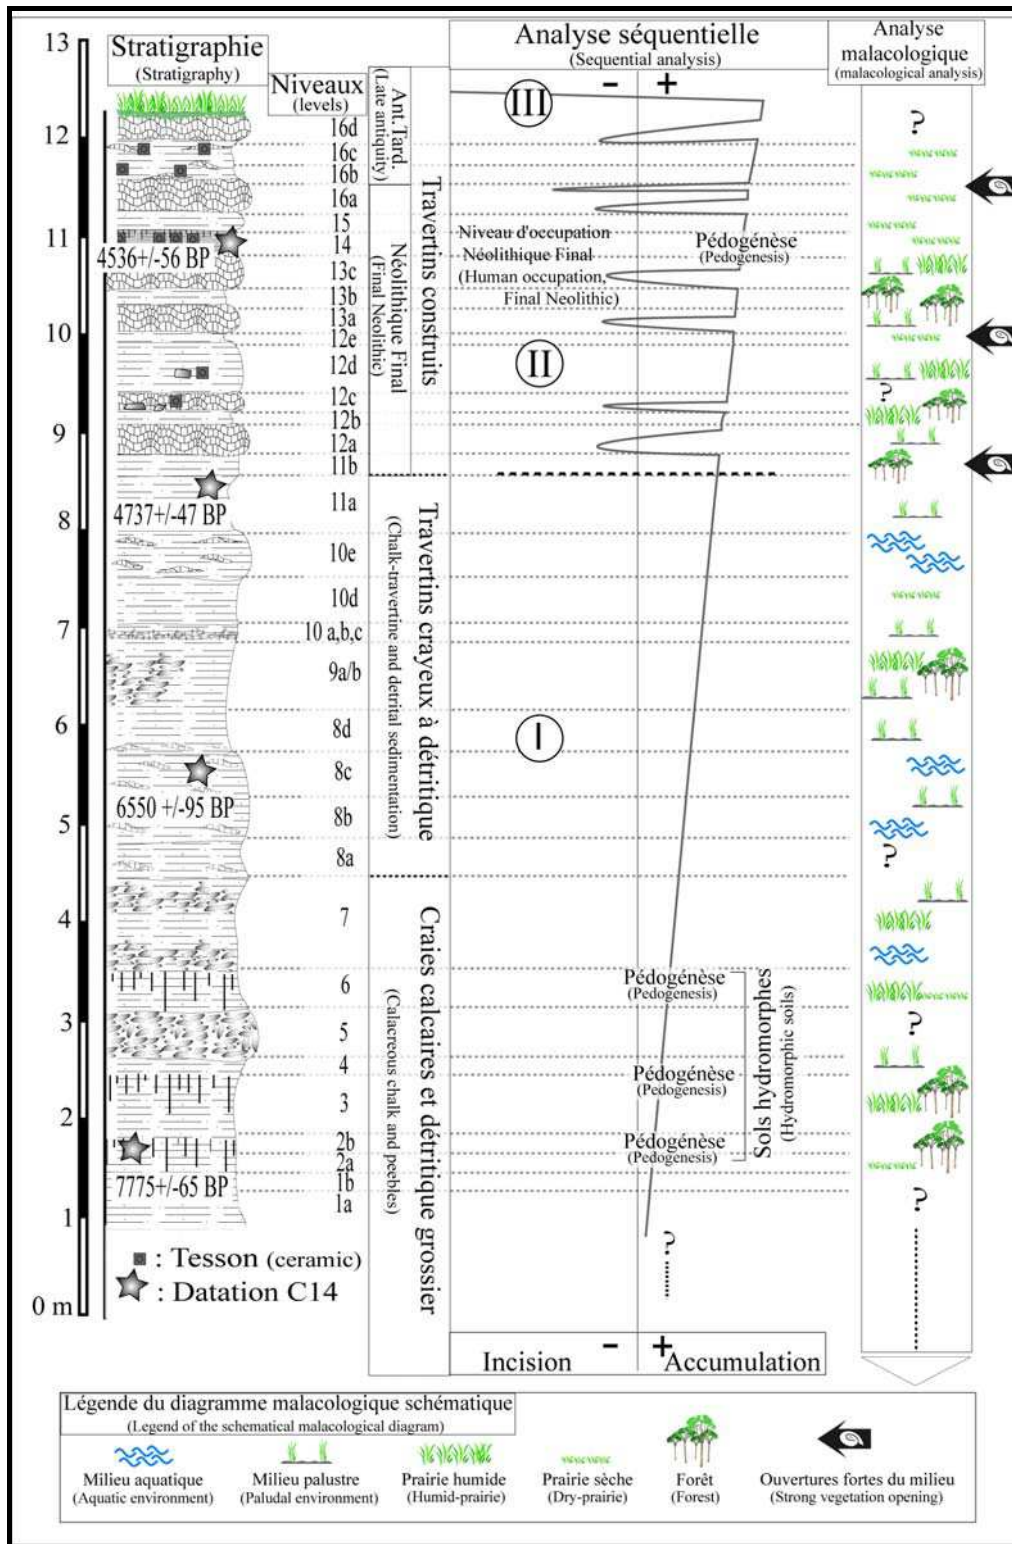 Stratigraphie
(Stratigraphy)
Niveaux
(levels)
Analyse séquentielle
(Sequential analysis)
- +
Analyse
malacologique
(malacological analysis)
13
12
11
10
9
8
7
6
5
4
3
2
1
0 m
4536+/-56 BP
4737+/-47 BP
6550 +/-95 BP
7775+/-65 BP
16d
16c
16b
16a
15
14
13c
13b
13a
12e
12d
12c
12b
12a
11b
11a
10e
10d
10 a,b,c
9a/b
8d
8c
8b
8a
7
6
5
4
3
2b
2a
1b
1a
Ant.Tard.
(Late antiquity)
Néolithique Final
(Final Neolithic)
Travertins construits
Travertins crayeux à détritique
(Chalk-travertine and detrital sedimentation)
Craies calcaires et détritique grossier
(Calacreous chalk and peebles)
III
Niveau d'occupation
Néolithique Final
(Human occupation,
Final Neolithic)
Pédogénèse
(Pedogenesis)
II
I
Pédogénèse
(Pedogenesis)
Pédogénèse
(Pedogenesis)
Pédogénèse
(Pedogenesis)
Sols hydromorphes
(Hydromorphic soils)
?
?
?
?
?
?
?
: Tesson (ceramic)
: Datation C14
- +
Incision Accumulation
Légende du diagramme malacologique schématique
(Legend of the schematical malacological diagram)
Milieu aquatique
(Aquatic environment)
Milieu palustre
(Paludal environment)
Prairie humide
(Humid-prairie)
Prairie sèche
(Dry-prairie)
Forêt
(Forest)
Ouvertures fortes du milieu
(Strong vegetation opening)